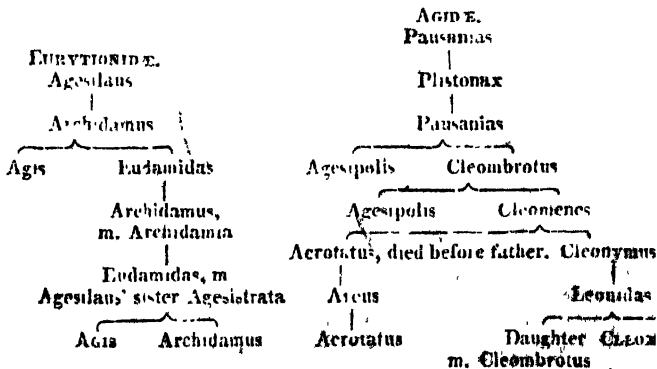 EURYTIONIDÆ.
Agesilaus
Archidamus
Agis Eudamidas
Archidamus,
m. Archidamia
Eudamidas, m
Agesilaus' sister Agesistrata
AGIS Archidamus
AGIDÆ.
Pausanias
Plistonax
Pausanias
Agesipolis Cleombrotus
Agesipolis Cleomenes
Acrotatus, died before father. Cleonymus
Areus Leonidas
Acrotatus Daughter CLEOM
m. Cleombrotus